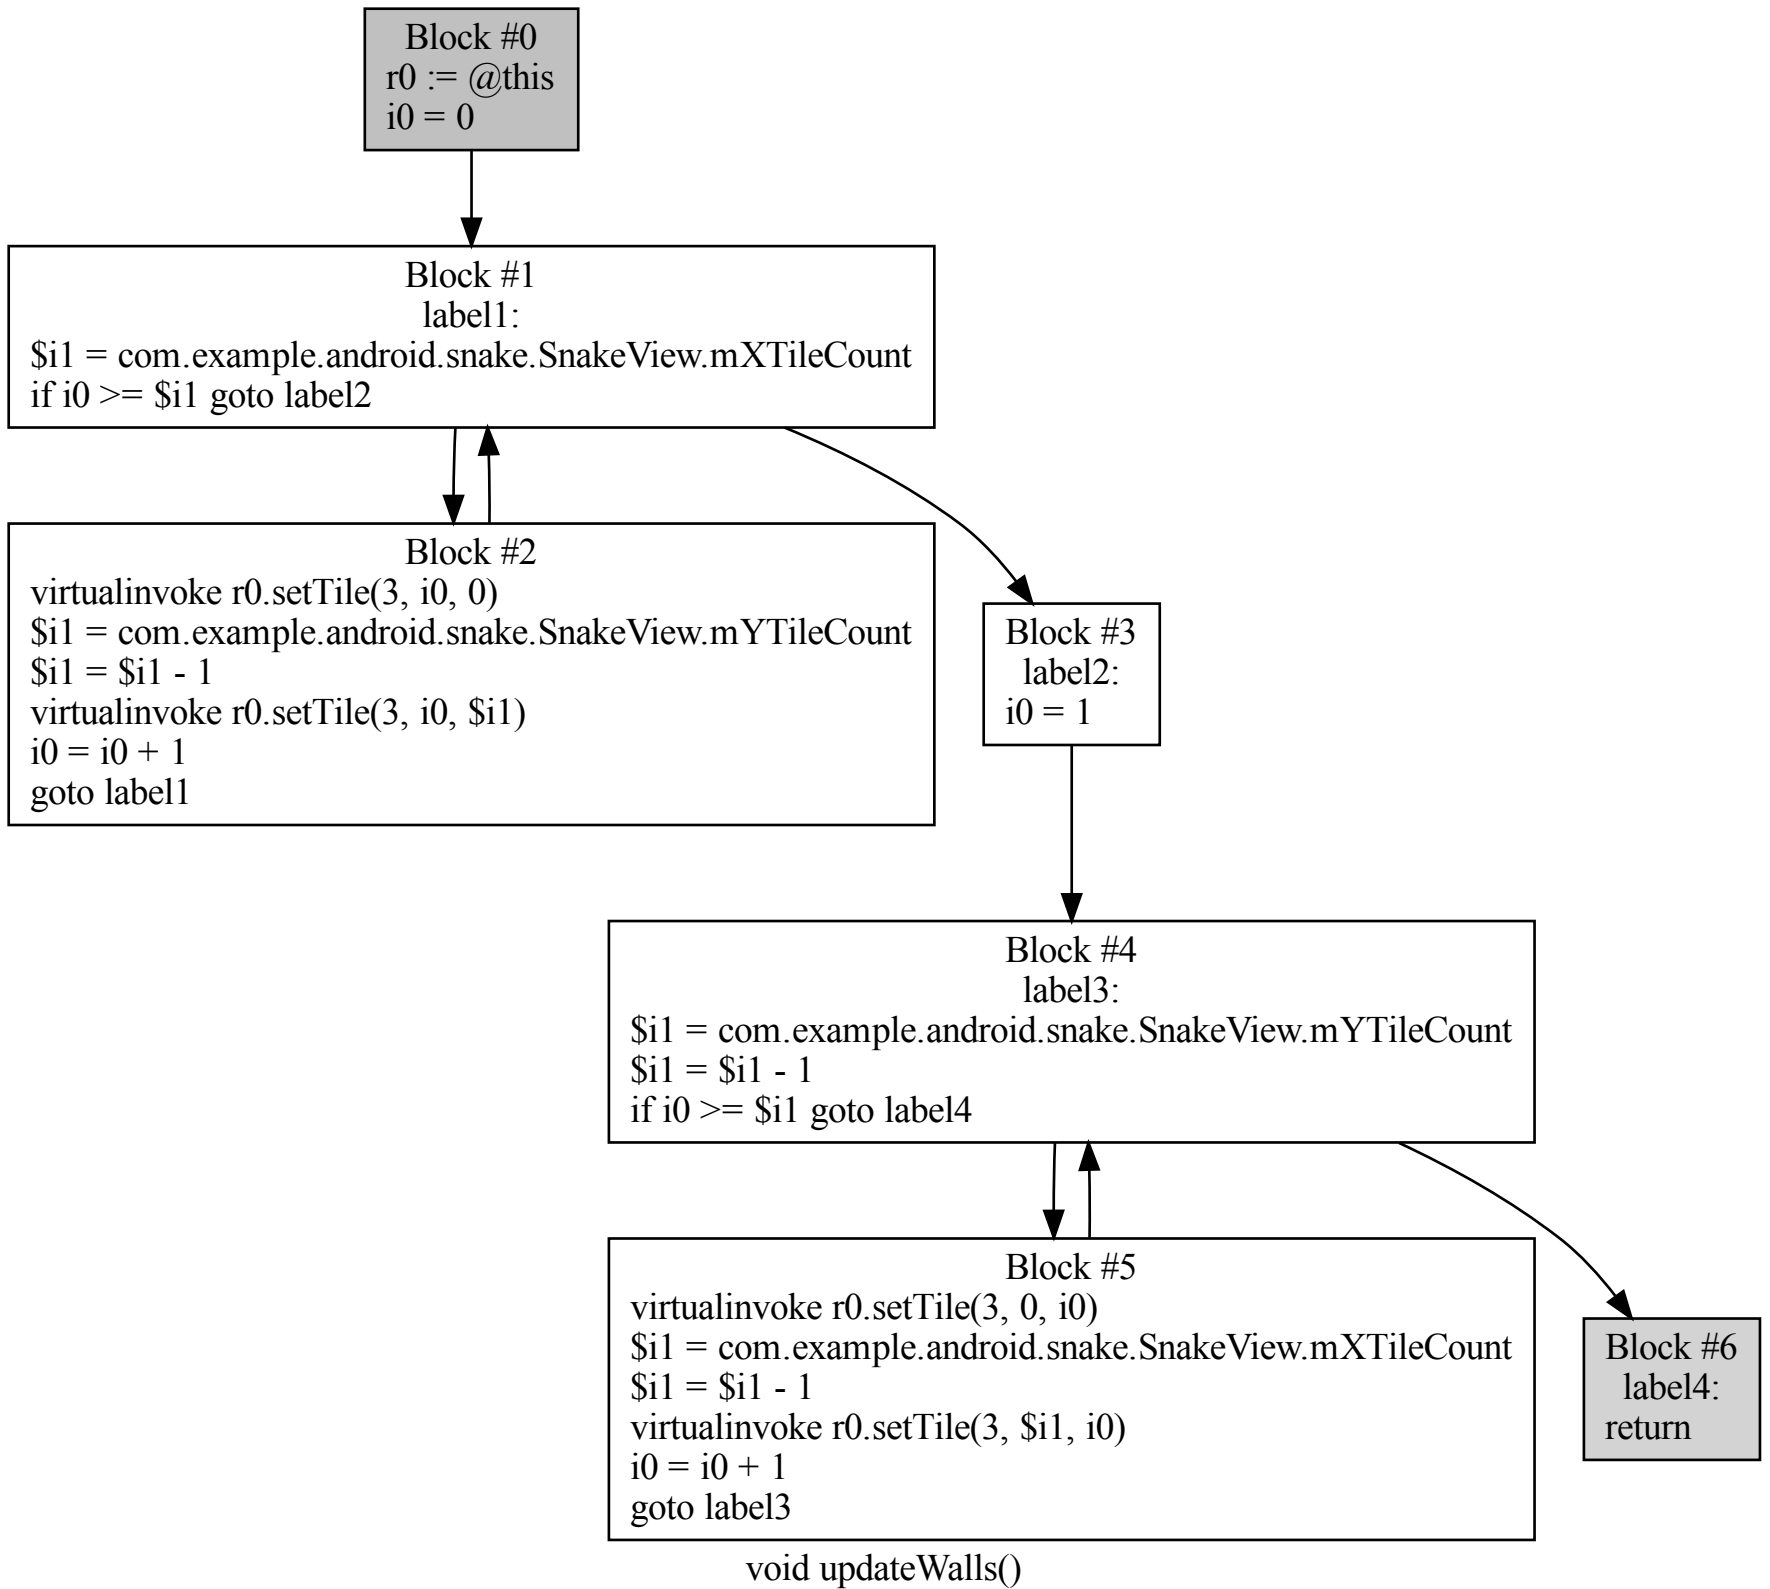 Block #0
r0 := @this
i0 = 0
Block #1
label1:
$i1 = com.example.android.snake.SnakeView.mXTileCount
if i0 >= $i1 goto label2
Block #2
virtualinvoke r0.setTile(3, i0, 0)
$i1 = com.example.android.snake.SnakeView.mYTileCount
$i1 = $i1 - 1
virtualinvoke r0.setTile(3, i0, $i1)
i0 = i0 + 1
goto label1
Block #3
label2:
i0 = 1
Block #4
label3:
$i1 = com.example.android.snake.SnakeView.mYTileCount
$i1 = $i1 - 1
if i0 >= $i1 goto label4
Block #5
virtualinvoke r0.setTile(3, 0, i0)
$i1 = com.example.android.snake.SnakeView.mXTileCount
$i1 = $i1 - 1
virtualinvoke r0.setTile(3, $i1, i0)
i0 = i0 + 1
goto label3
Block #6
label4:
return
void updateWalls()